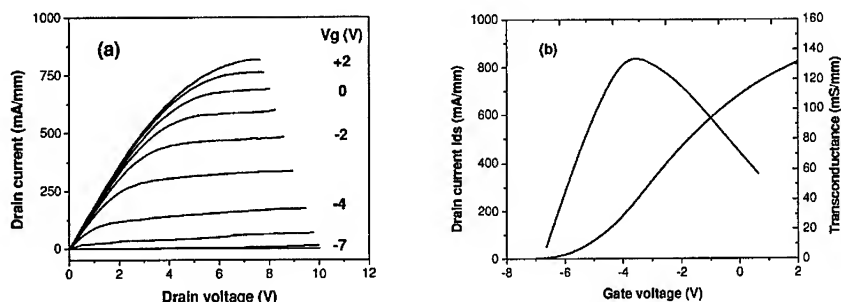 (a)
Vg (V)
+2
0
-2
-4
-7
1000
750
500
250
0
0 2 4 6 8 10 12
Drain current (mA/mm)
Drain voltage (V)
(b)
1000
800
600
400
200
0
160
140
120
100
80
60
40
20
0
-8 -6 -4 -2 0 2
Drain current Ids (mA/mm)
Transconductance (mS/mm)
Gate voltage (V)